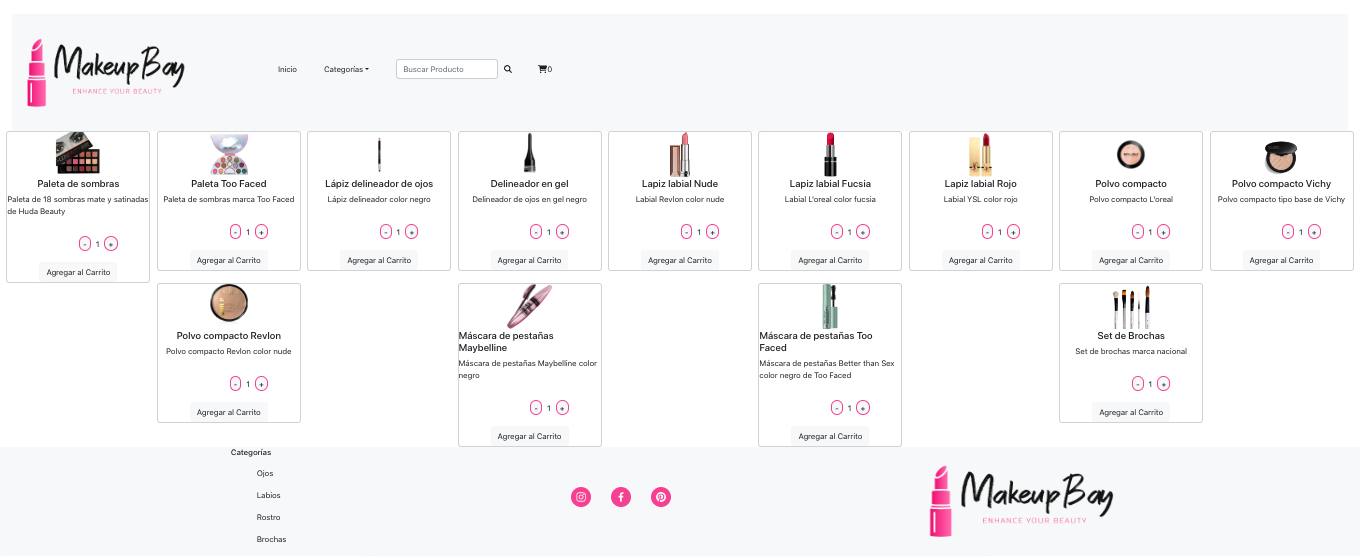 MakeupBay
ENHANCE YOUR BEAUTY
Inicio
Categorías
Buscar Producto
0
Paleta de sombras
Paleta de 18 sombras mate y satinadas
de Huda Beauty
- 1 +
Agregar al Carrito
Paleta Too Faced
Paleta de sombras marca Too Faced
- 1 +
Agregar al Carrito
Lápiz delineador de ojos
Lápiz delineador color negro
- 1 +
Agregar al Carrito
Delineador en gel
Delineador de ojos en gel negro
- 1 +
Agregar al Carrito
Lapiz labial Nude
Labial Revlon color nude
- 1 +
Agregar al Carrito
Lapiz labial Fucsia
Labial L'oreal color fucsia
- 1 +
Agregar al Carrito
Lapiz labial Rojo
Labial YSL color rojo
- 1 +
Agregar al Carrito
Polvo compacto
Polvo compacto L'oreal
- 1 +
Agregar al Carrito
Polvo compacto Vichy
Polvo compacto tipo base de Vichy
- 1 +
Agregar al Carrito
Polvo compacto Revlon
Polvo compacto Revlon color nude
- 1 +
Agregar al Carrito
Máscara de pestañas
Maybelline
Máscara de pestañas Maybelline color
negro
- 1 +
Agregar al Carrito
Máscara de pestañas Too
Faced
Máscara de pestañas Better than Sex
color negro de Too Faced
- 1 +
Agregar al Carrito
Set de Brochas
Set de brochas marca nacional
- 1 +
Agregar al Carrito
Categorías
Ojos
Labios
Rostro
Brochas
MakeupBay
ENHANCE YOUR BEAUTY